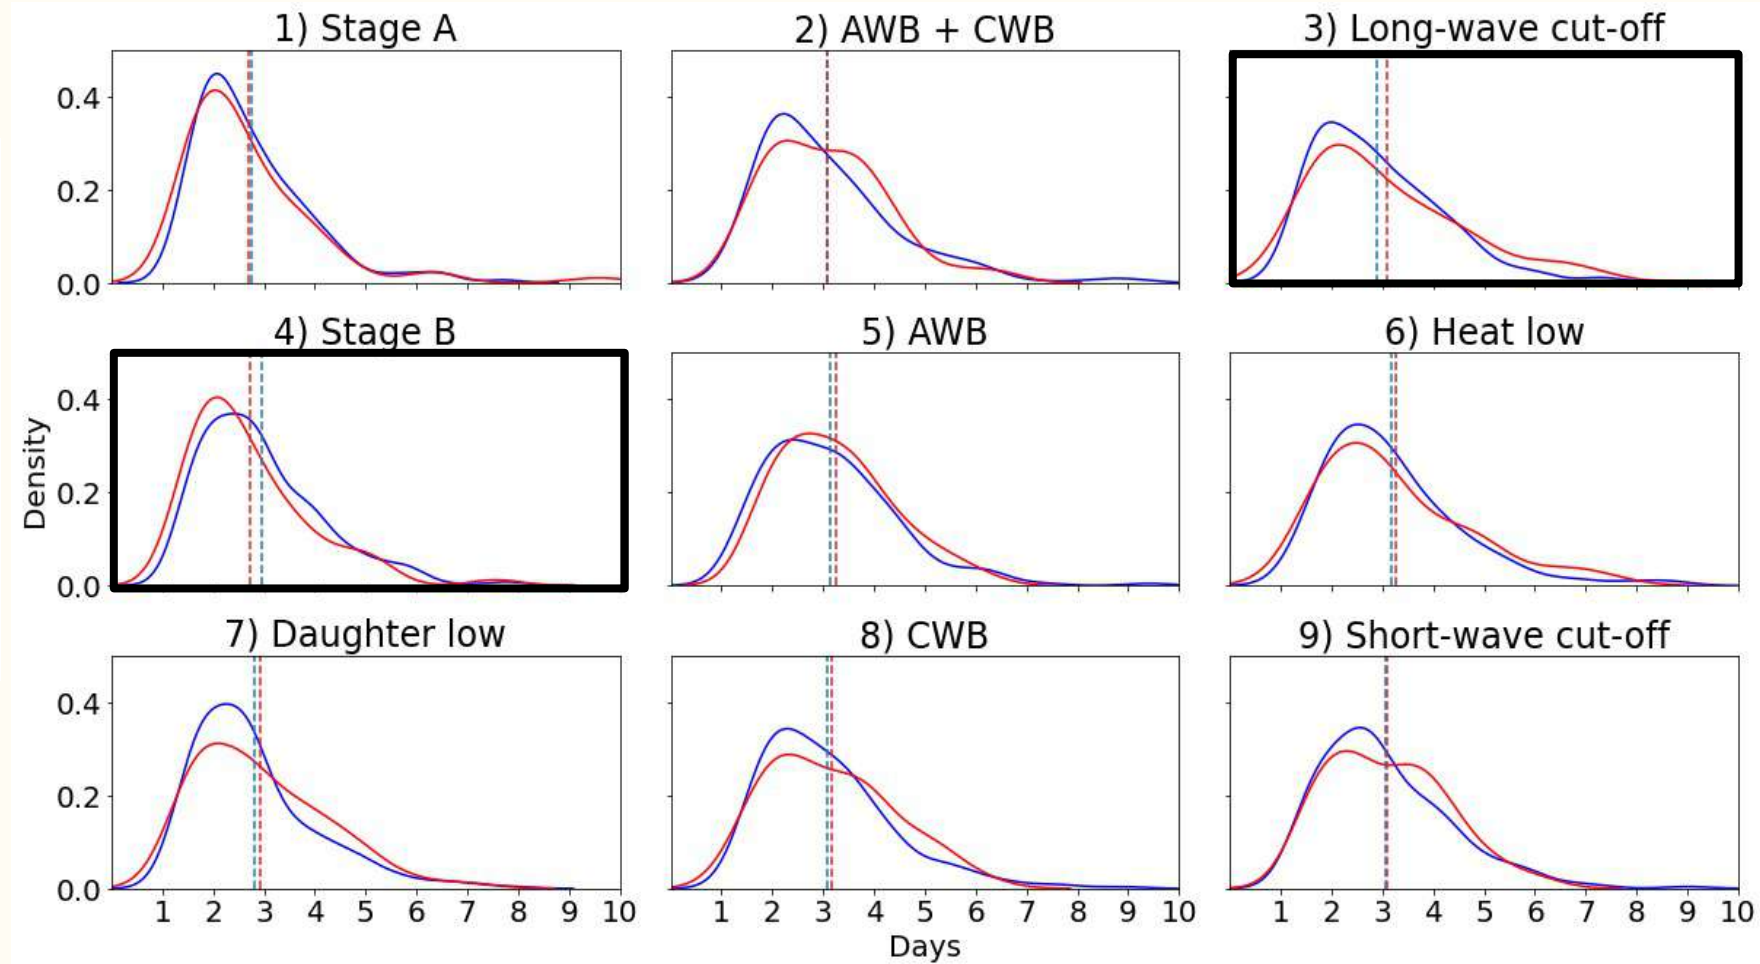 1) Stage A
2) AWB + CWB
3) Long-wave cut-off
0.4
0.2
0.0
4) Stage B
5) AWB
6) Heat low
0.4
0.2
0.0
Density
7) Daughter low
8) CWB
9) Short-wave cut-off
0.4
0.2
0.0
1 2 3 4 5 6 7 8 9 10
1 2 3 4 5 6 7 8 9 10
1 2 3 4 5 6 7 8 9 10
Days